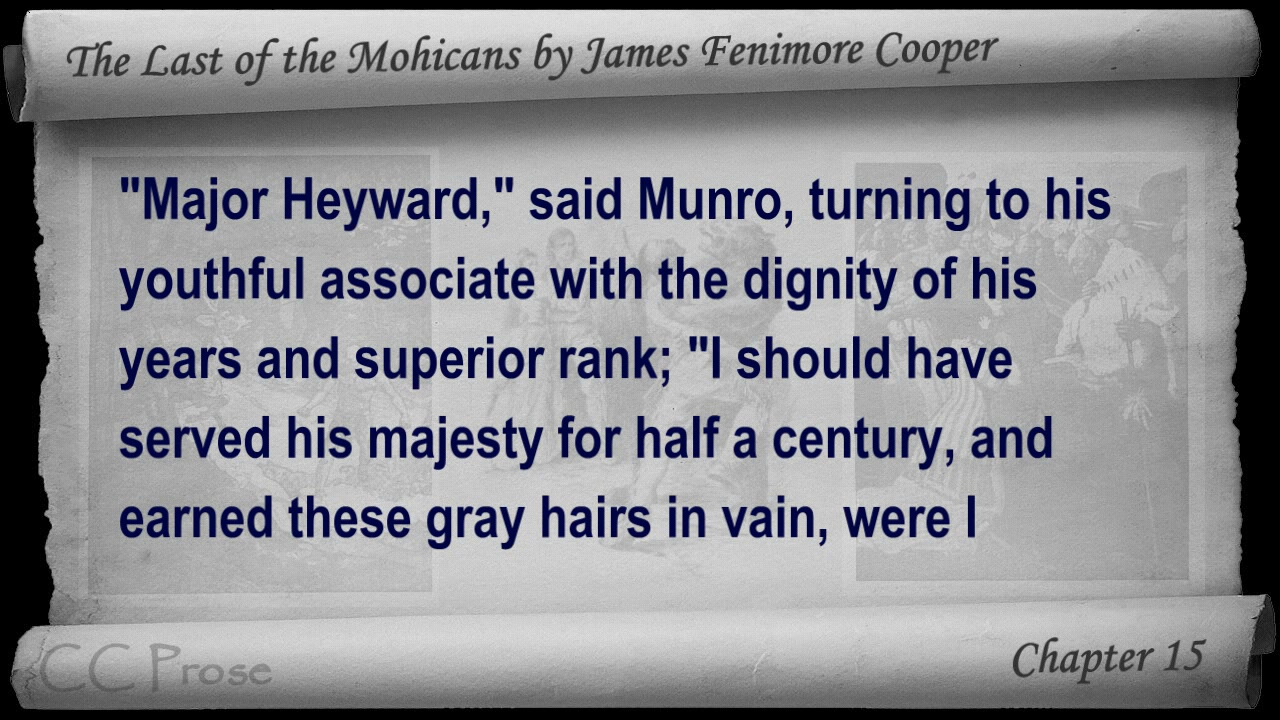 The Last of the Mohicans by James Fenimore Cooper
"Major Heyward," said Munro, turning to his
youthful associate with the dignity of his
years and superior rank; "I should have
served his majesty for half a century, and
earned these gray hairs in vain, were I
CC Prose
Chapter 15